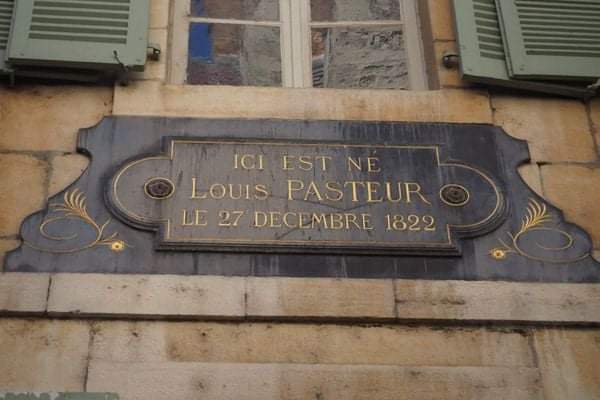 ICI EST NÉ
LOUIS PASTEUR
LE 27 DECEMBRE 1822